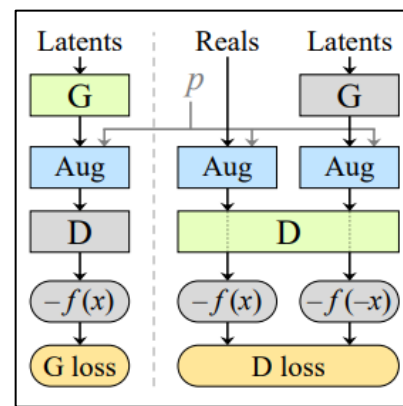 Latents Reals Latents
p
G G
Aug Aug Aug
D D
−f(x) −f(x) −f(−x)
G loss D loss